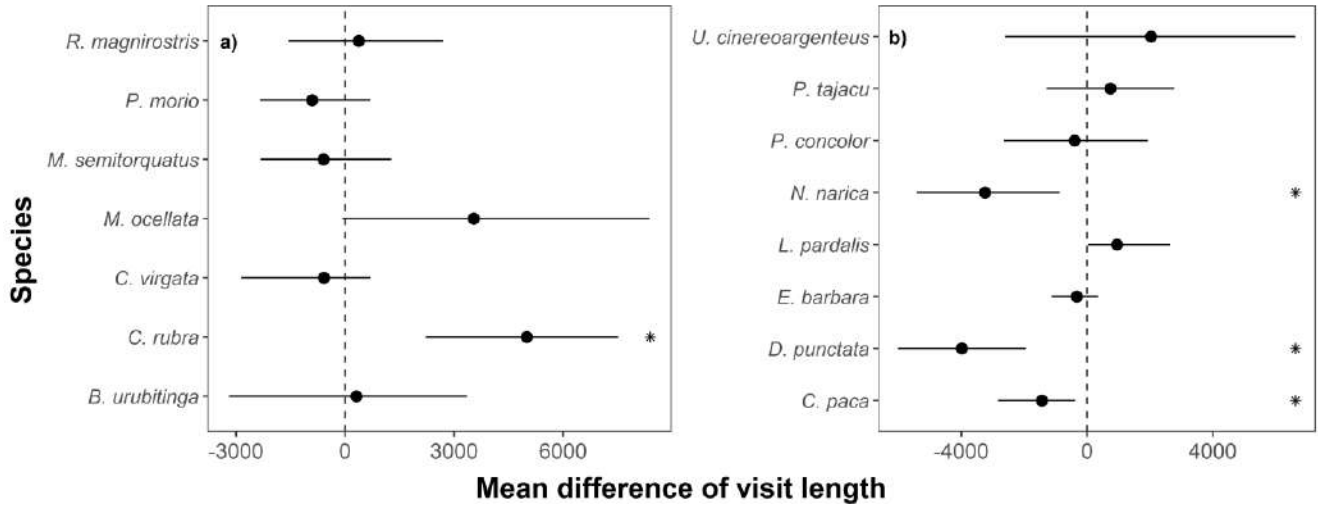 Species
a)
R. magnirostris
P. morio
M. semitorquatus
M. ocellata
C. virgata
C. rubra
*
B. urubitinga
-3000 0 3000 6000
b)
U. cinereoargenteus
P. tajacu
P. concolor
N. narica
*
L. pardalis
E. barbara
D. punctata
*
C. paca
*
-4000 0 4000
Mean difference of visit length